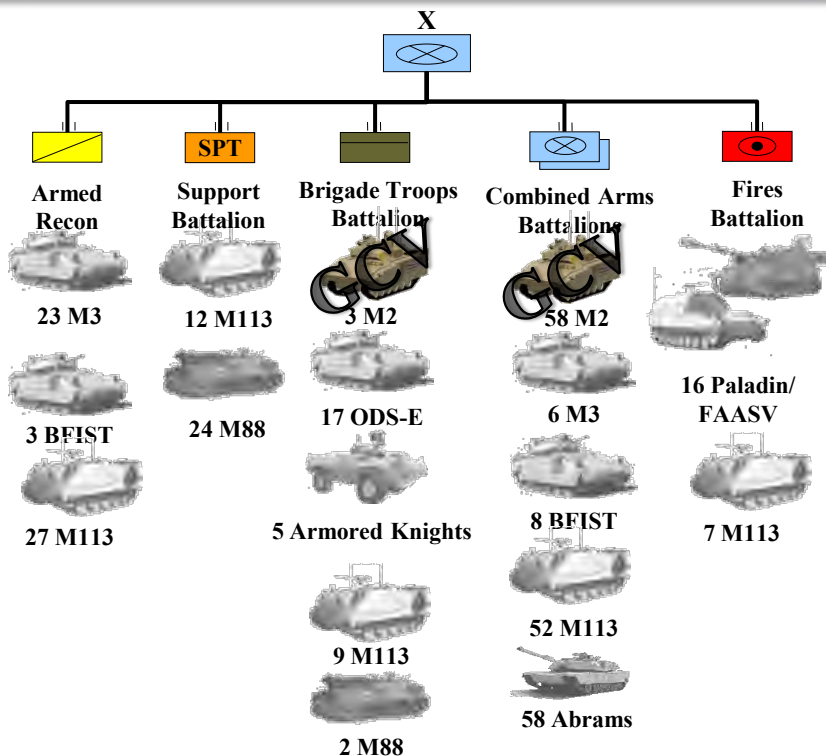 X
SPT
Armed
Recon
23 M3
3 BFIST
27 M113
Support
Battalion
12 M113
24 M88
Brigade Troops
Battalion
GCV
3 M2
17 ODS-E
5 Armored Knights
9 M113
2 M88
Combined Arms
Battalions
GCV
58 M2
6 M3
8 BFIST
52 M113
58 Abrams
Fires
Battalion
16 Paladin/
FAASV
7 M113